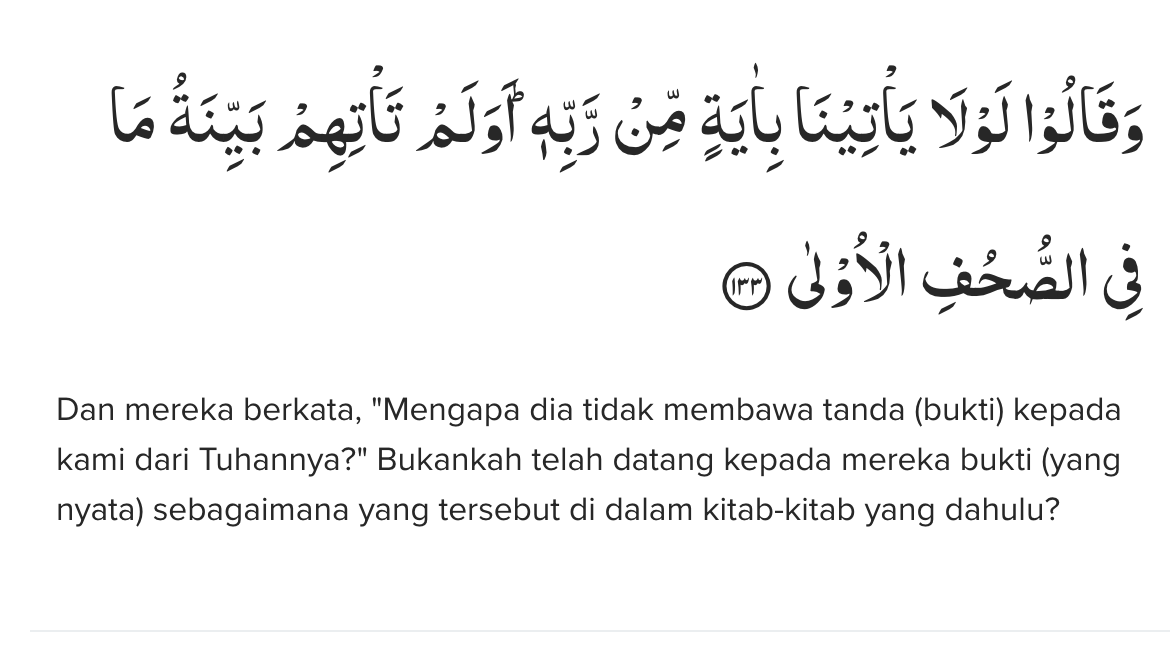 وَقَالُوْا لَوْلَا يَأْتِيْنَا بِاٰيَةٍ مِّنْ رَّبِّهٖۗ اَوَلَمْ تَأْتِهِمْ بَيِّنَةُ مَا
فِى الصُّحُفِ الْاُوْلٰى ١٣٣
Dan mereka berkata, "Mengapa dia tidak membawa tanda (bukti) kepada
kami dari Tuhannya?" Bukankah telah datang kepada mereka bukti (yang
nyata) sebagaimana yang tersebut di dalam kitab-kitab yang dahulu?